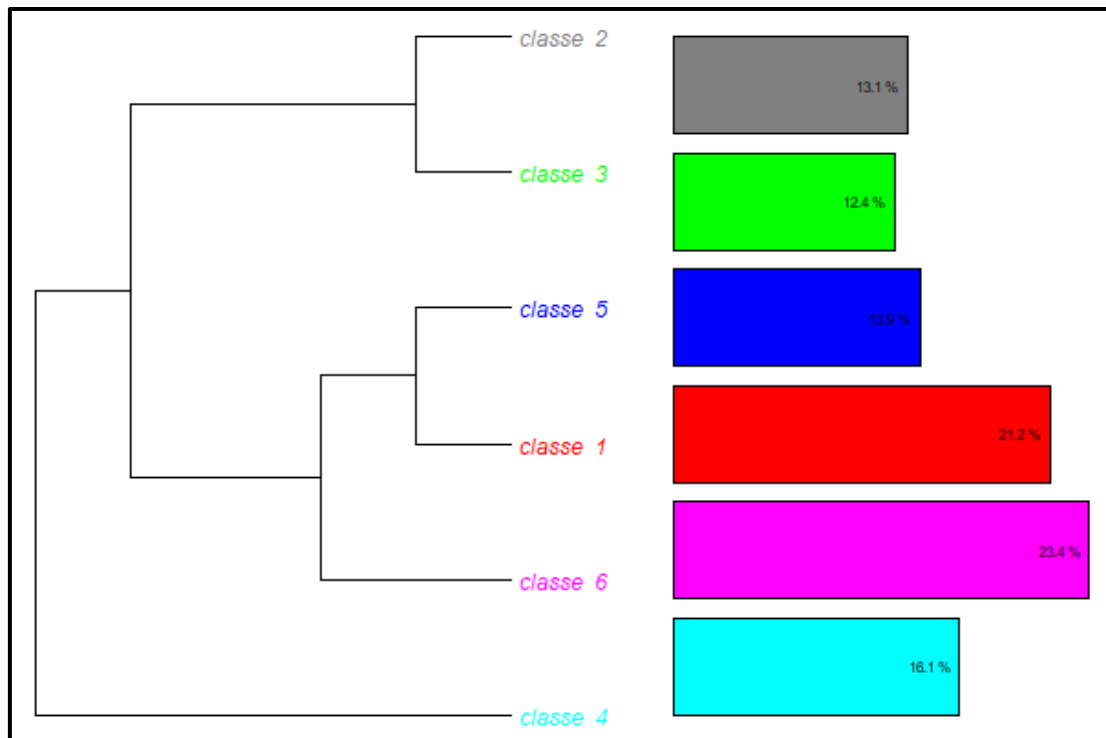 classe 2
13.1 %
classe 3
12.4 %
classe 5
13.9 %
classe 1
21.2 %
classe 6
23.4 %
classe 4
16.1 %